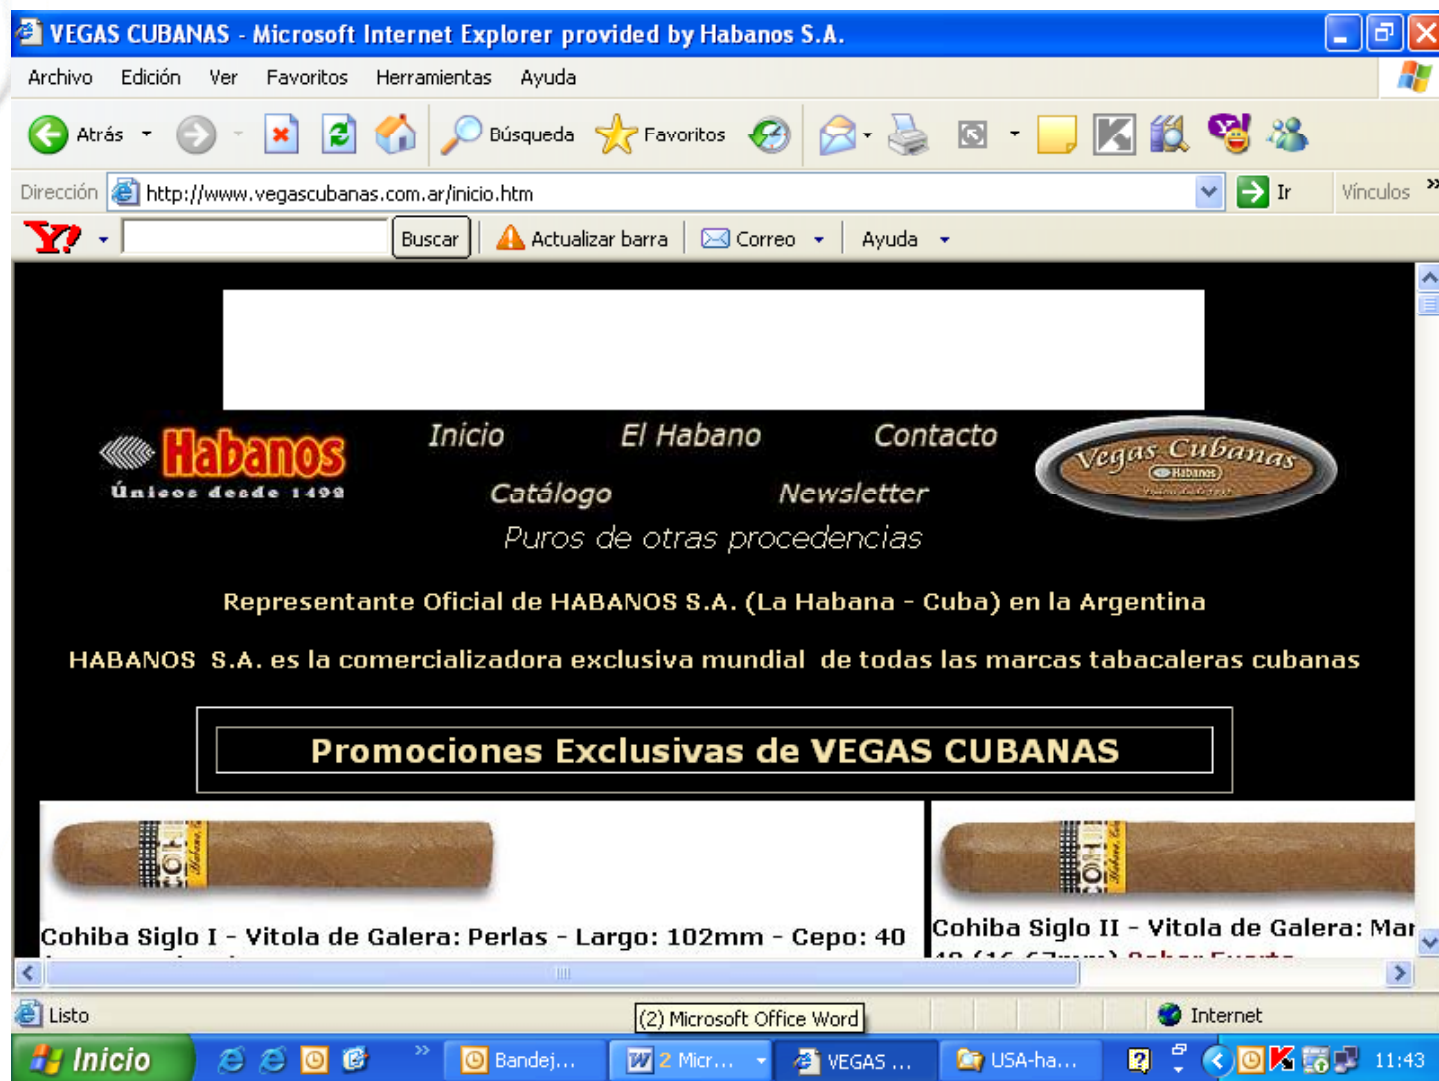 VEGAS CUBANAS - Microsoft Internet Explorer provided by Habanos S.A.
Archivo Edición Ver Favoritos Herramientas Ayuda
Atrás Búsqueda Favoritos
Dirección http://www.vegascubanas.com.ar/inicio.htm Ir Vínculos »
Y! Buscar Actualizar barra Correo Ayuda
Habanos
Únicos desde 1492
Inicio El Habano Contacto
Catálogo Newsletter
Puros de otras procedencias
Vegas Cubanas
Habanos
Representante Oficial de HABANOS S.A. (La Habana - Cuba) en la Argentina
HABANOS S.A. es la comercializadora exclusiva mundial de todas las marcas tabacaleras cubanas
Promociones Exclusivas de VEGAS CUBANAS
Cohiba Siglo I - Vitola de Galera: Perlas - Largo: 102mm - Cepo: 40
Cohiba Siglo II - Vitola de Galera: Mar
Listo (2) Microsoft Office Word Internet
Inicio » Bandej... 2 Micr... VEGAS ... USA-ha... 11:43